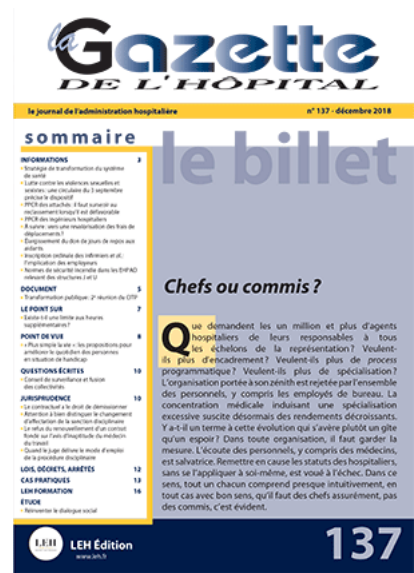 la
Gazette
DE L'HÔPITAL
le journal de l'administration hospitalière
n° 137 - décembre 2018
sommaire
INFORMATIONS 3
Stratégie de transformation du système
de santé
Lutte contre les violences sexuelles et
sexistes : une circulaire du 3 septembre
précise le dispositif
PPCR des attachés : il faut surseoir au
reclassement lorsqu'il est défavorable
PPCR des ingénieurs hospitaliers
À suivre : vers une revalorisation des frais de
déplacements ?
Élargissement du don de jours de repos aux
aidants
Inscription ordinale des infirmiers et al. :
l'implication des employeurs
Normes de sécurité incendie dans les EHPAD
relevant des structures J et U
DOCUMENT 5
Transformation publique : 2e réunion du CITP
LE POINT SUR 7
Existe-t-il une limite aux heures
supplémentaires ?
POINT DE VUE 8
« Plus simple la vie » : les propositions pour
améliorer le quotidien des personnes
en situation de handicap
QUESTIONS ÉCRITES 10
Conseil de surveillance et fusion
des collectivités
JURISPRUDENCE 10
Le contractuel a le droit de démissionner
Attention à bien distinguer le changement
d'affectation de la sanction disciplinaire
Le refus du renouvellement d'un contrat
fondé sur l'avis d'inaptitude du médecin
du travail
Quand le juge délivre le mode d'emploi
de la procédure disciplinaire
LOIS, DÉCRETS, ARRÊTÉS 12
CAS PRATIQUES 13
LEH FORMATION 16
ÉTUDE
Réinventer le dialogue social
le billet
Chefs ou commis ?
Que demandent les un million et plus d'agents
hospitaliers de leurs responsables à tous
les échelons de la représentation ? Veulent-
ils plus d'encadrement ? Veulent-ils plus de process
programmatique ? Veulent-ils plus de spécialisation ?
L'organisation portée à son zénith est rejetée par l'ensemble
des personnels, y compris les employés de bureau. La
concentration médicale induisant une spécialisation
excessive suscite désormais des rendements décroissants.
Y a-t-il un terme à cette évolution qui s'avère plutôt un gîte
qu'un espoir ? Dans toute organisation, il faut garder la
mesure. L'écoute des personnels, y compris des médecins,
est salvatrice. Remettre en cause les statuts des hospitaliers,
sans se l'appliquer à soi-même, est voué à l'échec. Dans ce
sens, tout un chacun comprend presque intuitivement, en
tout cas avec bon sens, qu'il faut des chefs assurément, pas
des commis, c'est évident.
LEH
LEH Édition
www.leh.fr
137